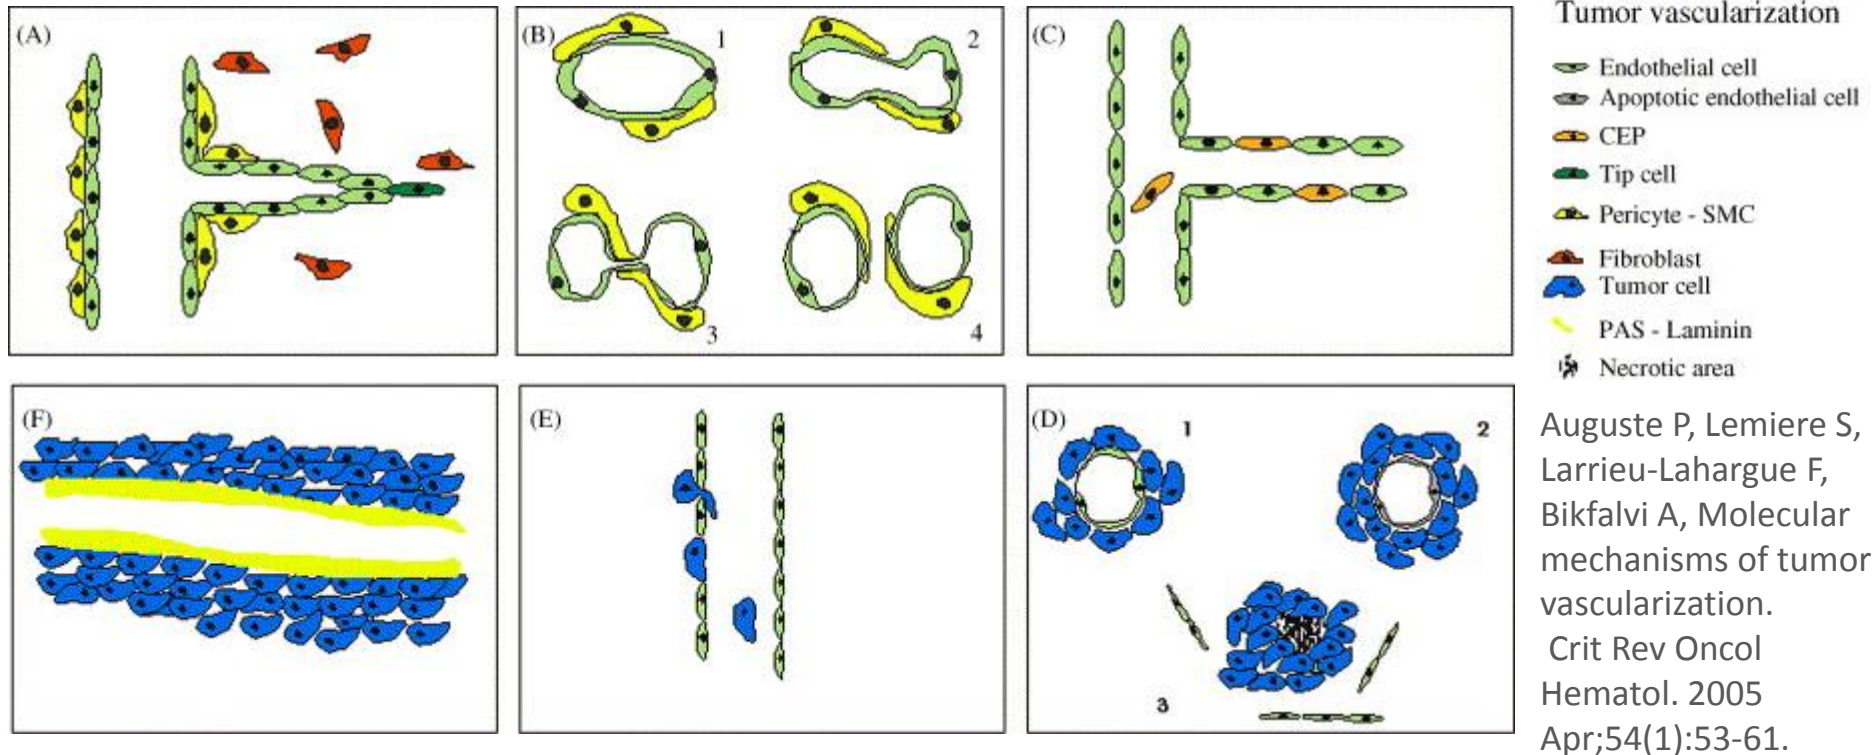 (A)
(B)
1
2
3
4
(C)
Tumor vascularization
Endothelial cell
Apoptotic endothelial cell
CEP
Tip cell
Pericyte - SMC
Fibroblast
Tumor cell
PAS - Laminin
Necrotic area
(F)
(E)
(D)
1
2
3
Auguste P, Lemiere S,
Larrieu-Lahargue F,
Bikfalvi A, Molecular
mechanisms of tumor
vascularization.
Crit Rev Oncol
Hematol. 2005
Apr;54(1):53-61.